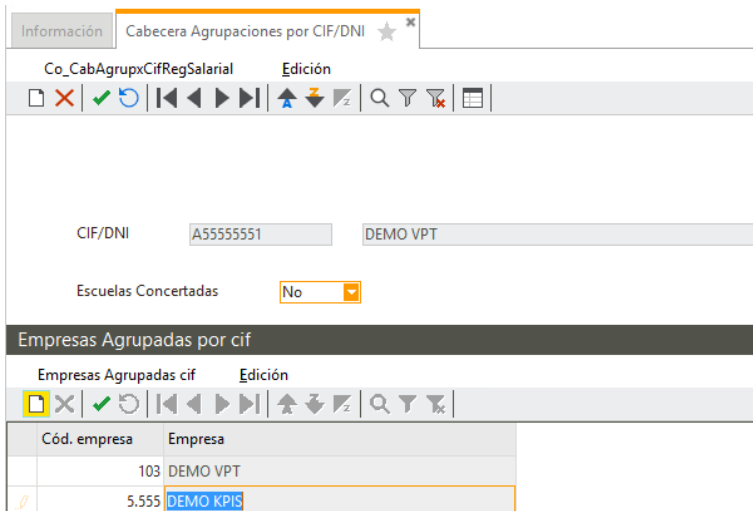 Información Cabecera Agrupaciones por CIF/DNI
Co_CabAgrupxCifRegSalarial Edición
CIF/DNI A55555551 DEMO VPT
Escuelas Concertadas No
Empresas Agrupadas por cif
Empresas Agrupadas cif Edición
Cód. empresa Empresa
103 DEMO VPT
5.555 DEMO KPIS